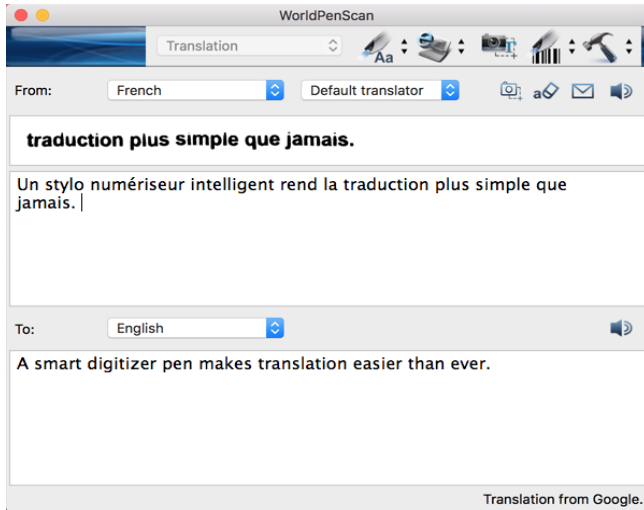 WorldPenScan
Translation
Aa
T
From: French Default translator
a
traduction plus simple que jamais.
Un stylo numériseur intelligent rend la traduction plus simple que
jamais.
To: English
A smart digitizer pen makes translation easier than ever.
Translation from Google.